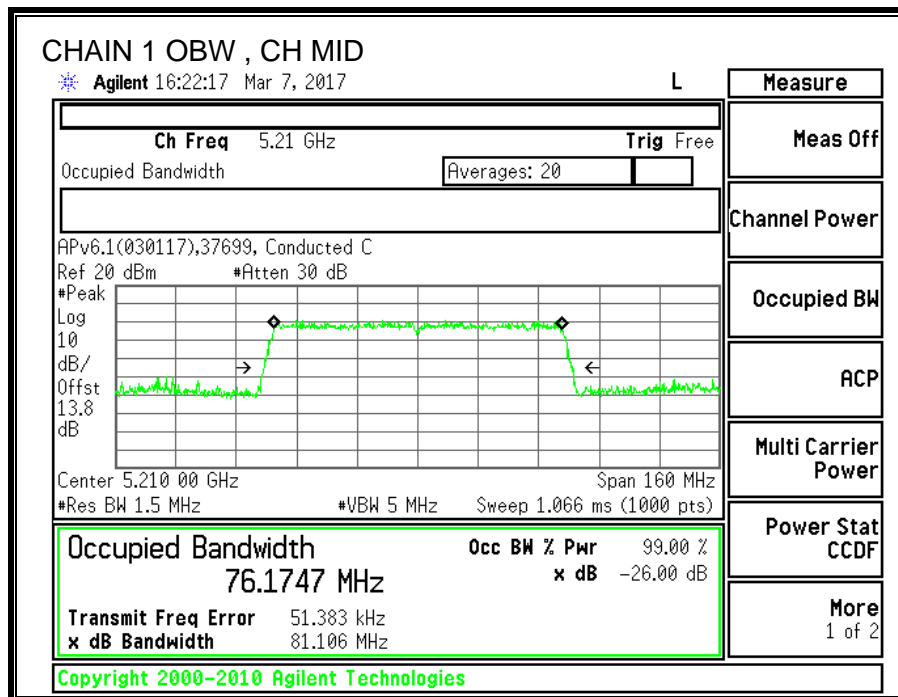 CHAIN 1 OBW , CH MID
Agilent 16:22:17 Mar 7, 2017 L
Measure
Ch Freq 5.21 GHz Trig Free
Meas Off
Occupied Bandwidth Averages: 20
Channel Power
APv6.1(030117),37699, Conducted C
Ref 20 dBm #Atten 30 dB
#Peak
Log
10
dB/
Offst
13.8
dB
Occupied BW
ACP
Center 5.210 00 GHz Span 160 MHz
#Res BW 1.5 MHz #VBW 5 MHz Sweep 1.066 ms (1000 pts)
Multi Carrier
Power
Occupied Bandwidth Occ BW % Pwr 99.00 %
76.1747 MHz x dB -26.00 dB
Power Stat
CCDF
Transmit Freq Error 51.383 kHz
x dB Bandwidth 81.106 MHz
More
1 of 2
Copyright 2000-2010 Agilent Technologies